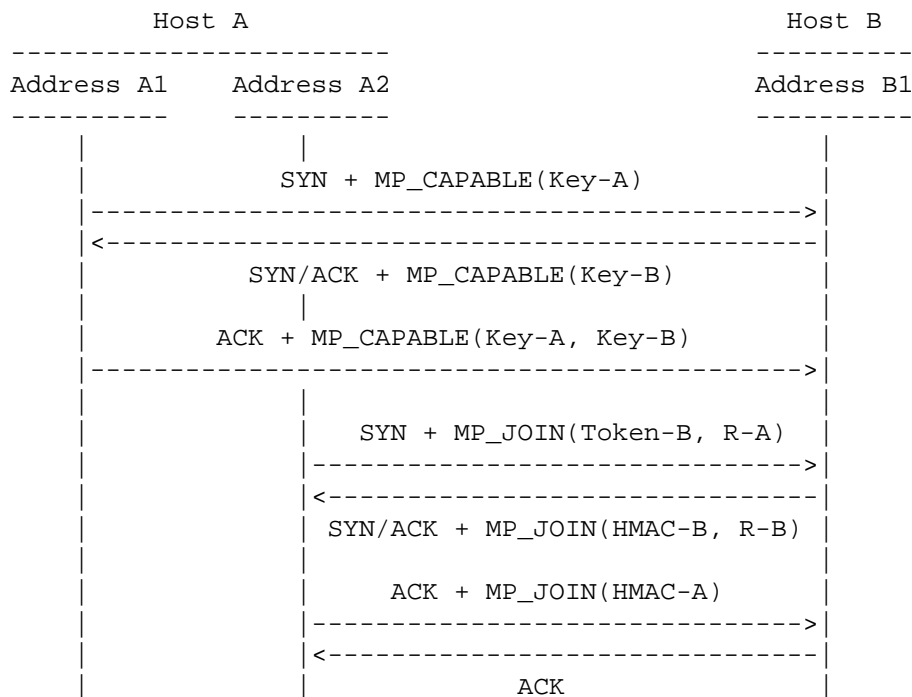 Host A Host B
------------------------ ----------
Address A1 Address A2 Address B1
---------- ---------- ----------
SYN + MP_CAPABLE(Key-A)
SYN/ACK + MP_CAPABLE(Key-B)
ACK + MP_CAPABLE(Key-A, Key-B)
SYN + MP_JOIN(Token-B, R-A)
SYN/ACK + MP_JOIN(HMAC-B, R-B)
ACK + MP_JOIN(HMAC-A)
ACK